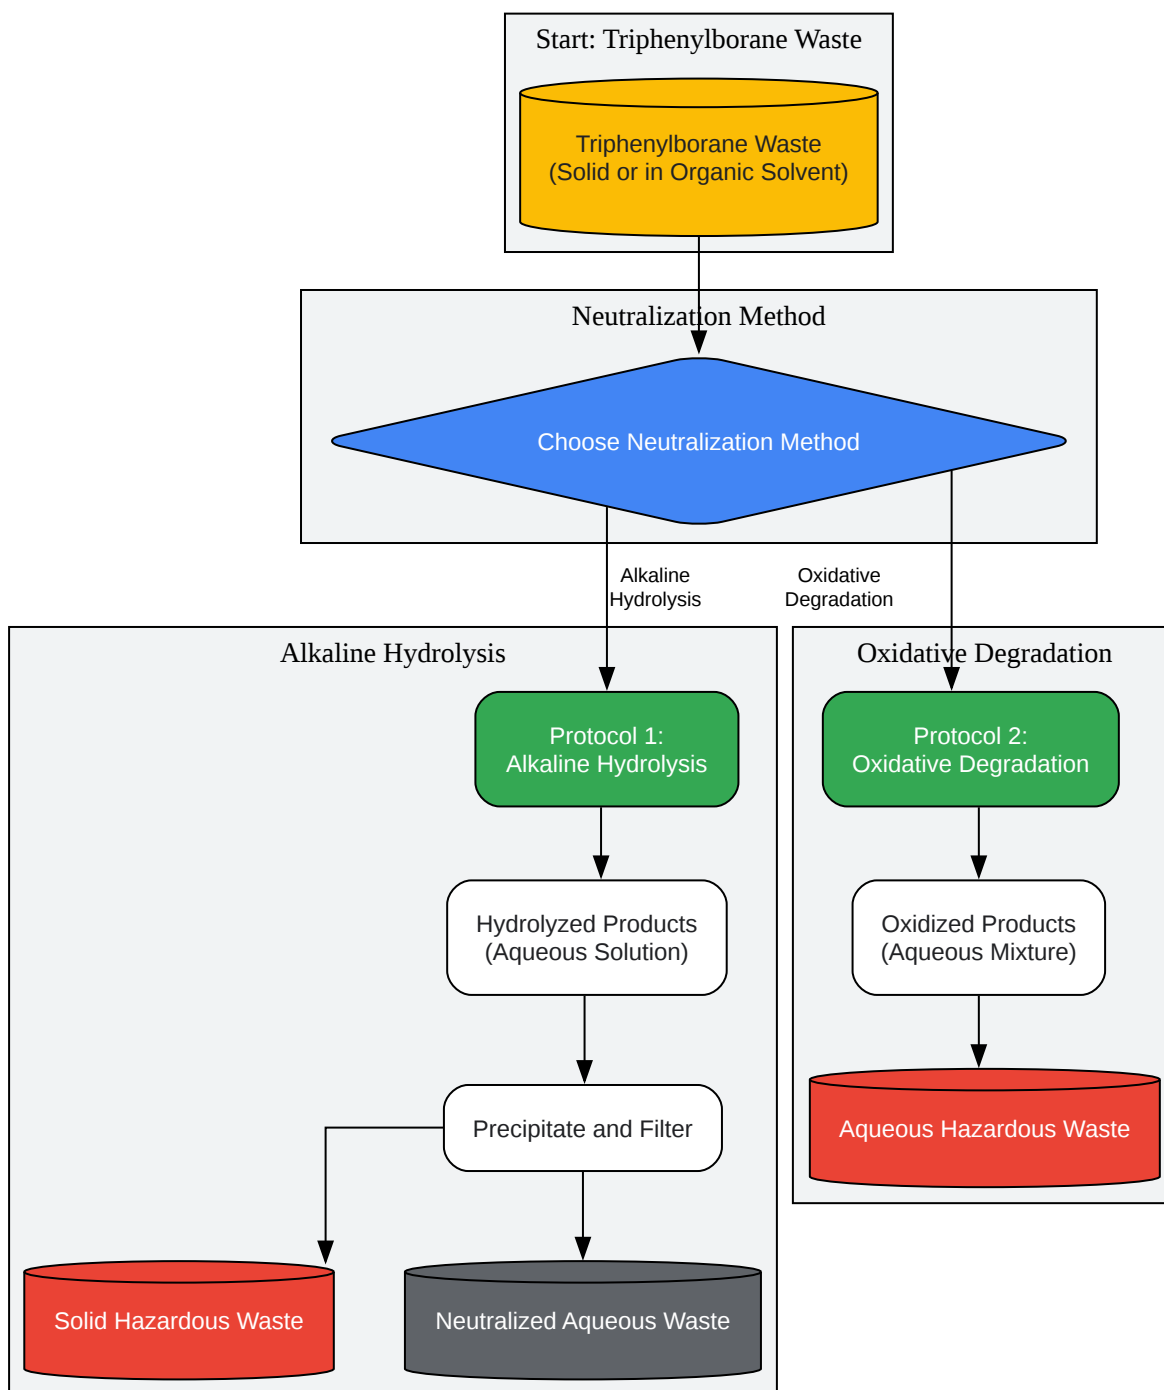 Start: Triphenylborane Waste
Triphenylborane Waste
(Solid or in Organic Solvent)
Neutralization Method
Choose Neutralization Method
Alkaline
Hydrolysis
Oxidative
Degradation
Alkaline Hydrolysis
Protocol 1:
Alkaline Hydrolysis
Hydrolyzed Products
(Aqueous Solution)
Precipitate and Filter
Solid Hazardous Waste
Neutralized Aqueous Waste
Oxidative Degradation
Protocol 2:
Oxidative Degradation
Oxidized Products
(Aqueous Mixture)
Aqueous Hazardous Waste